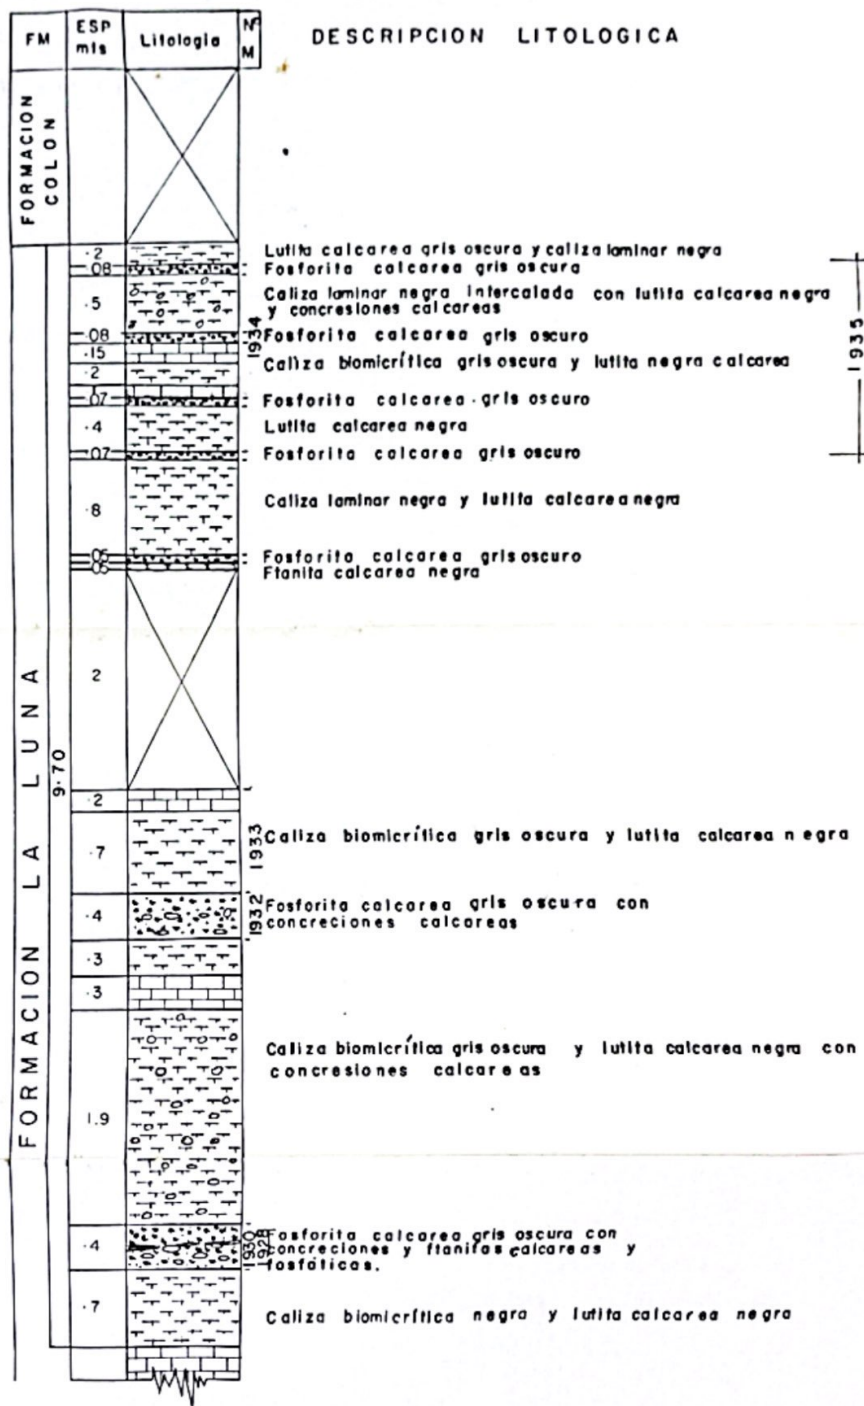 FM
ESP mts
Litologia
Nº M
DESCRIPCION LITOLOGICA
FORMACION COLON
.2 Lutita calcarea gris oscura y caliza laminar negra
.08 Fosforita calcarea gris oscura
.5 Caliza laminar negra intercalada con lutita calcarea negra
y concresiones calcareas
.08 Fosforita calcarea gris oscuro
1934
1935
.15
.2 Caliza biomicrítica gris oscura y lutita negra calcarea
.07 Fosforita calcarea gris oscuro
.4 Lutita calcarea negra
.07 Fosforita calcarea gris oscuro
.8 Caliza laminar negra y lutita calcarea negra
.05 Fosforita calcarea gris oscuro
.05 Ftanita calcarea negra
FORMACION LA LUNA
9.70
2
.2
.7 1933 Caliza biomicrítica gris oscura y lutita calcarea negra
.4 1932 Fosforita calcarea gris oscura con
concreciones calcareas
.3
.3
1.9 Caliza biomicrítica gris oscura y lutita calcarea negra con
concresiones calcareas
.4 1930 1928 Fosforita calcarea gris oscura con
concreciones y ftanitas calcareas y
fosfáticas.
.7 Caliza biomicrítica negra y lutita calcarea negra